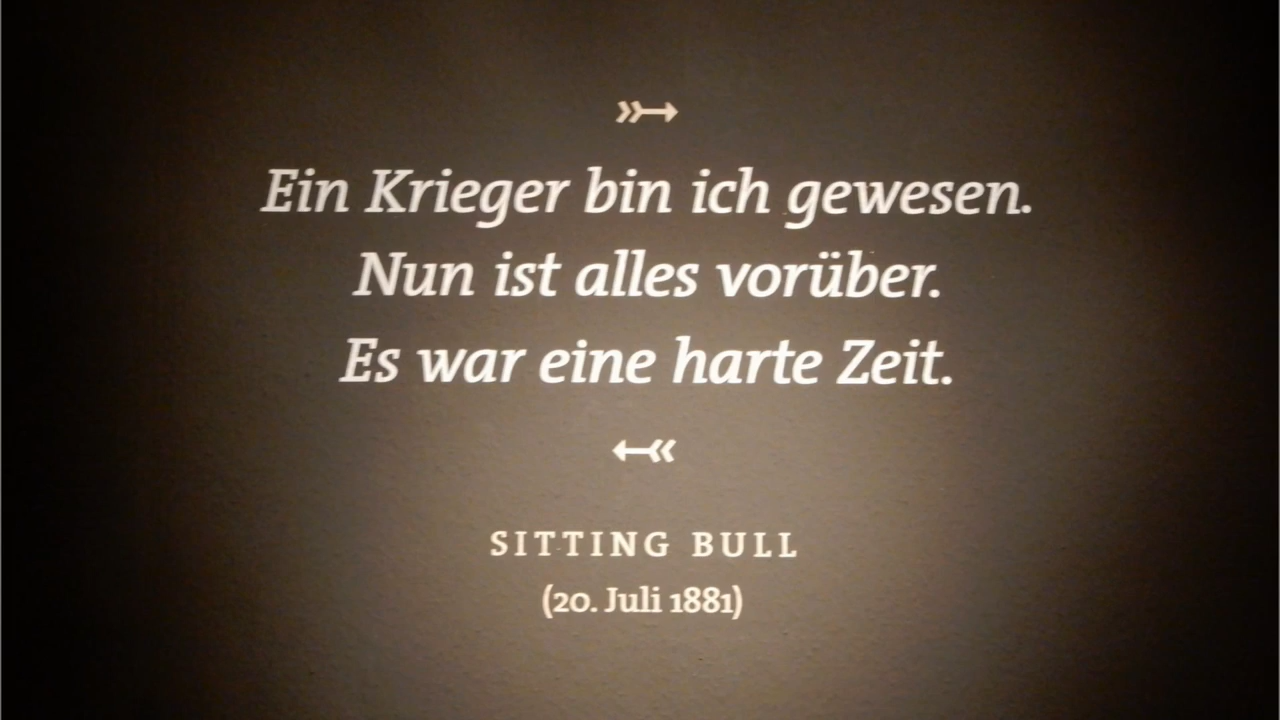 Ein Krieger bin ich gewesen.
Nun ist alles vorüber.
Es war eine harte Zeit.
SITTING BULL
(20. Juli 1881)